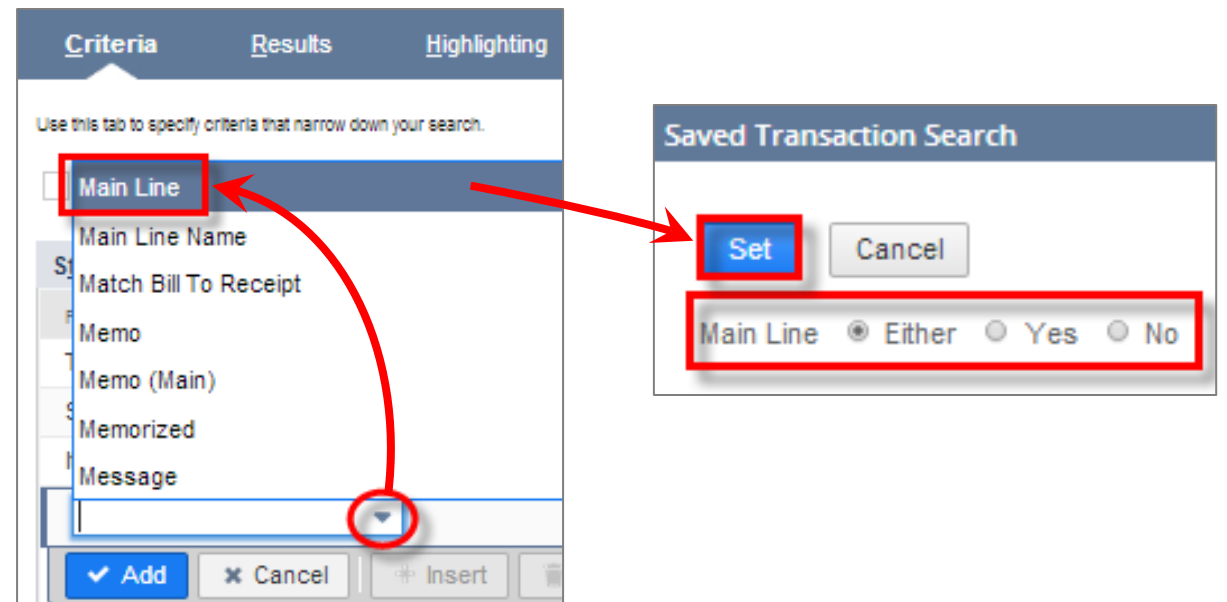 Criteria Results Highlighting
Use this tab to specify criteria that narrow down your search.
Main Line
Main Line Name
Match Bill To Receipt
Memo
Memo (Main)
Memorized
Message
Add Cancel Insert
Saved Transaction Search
Set Cancel
Main Line Either Yes No